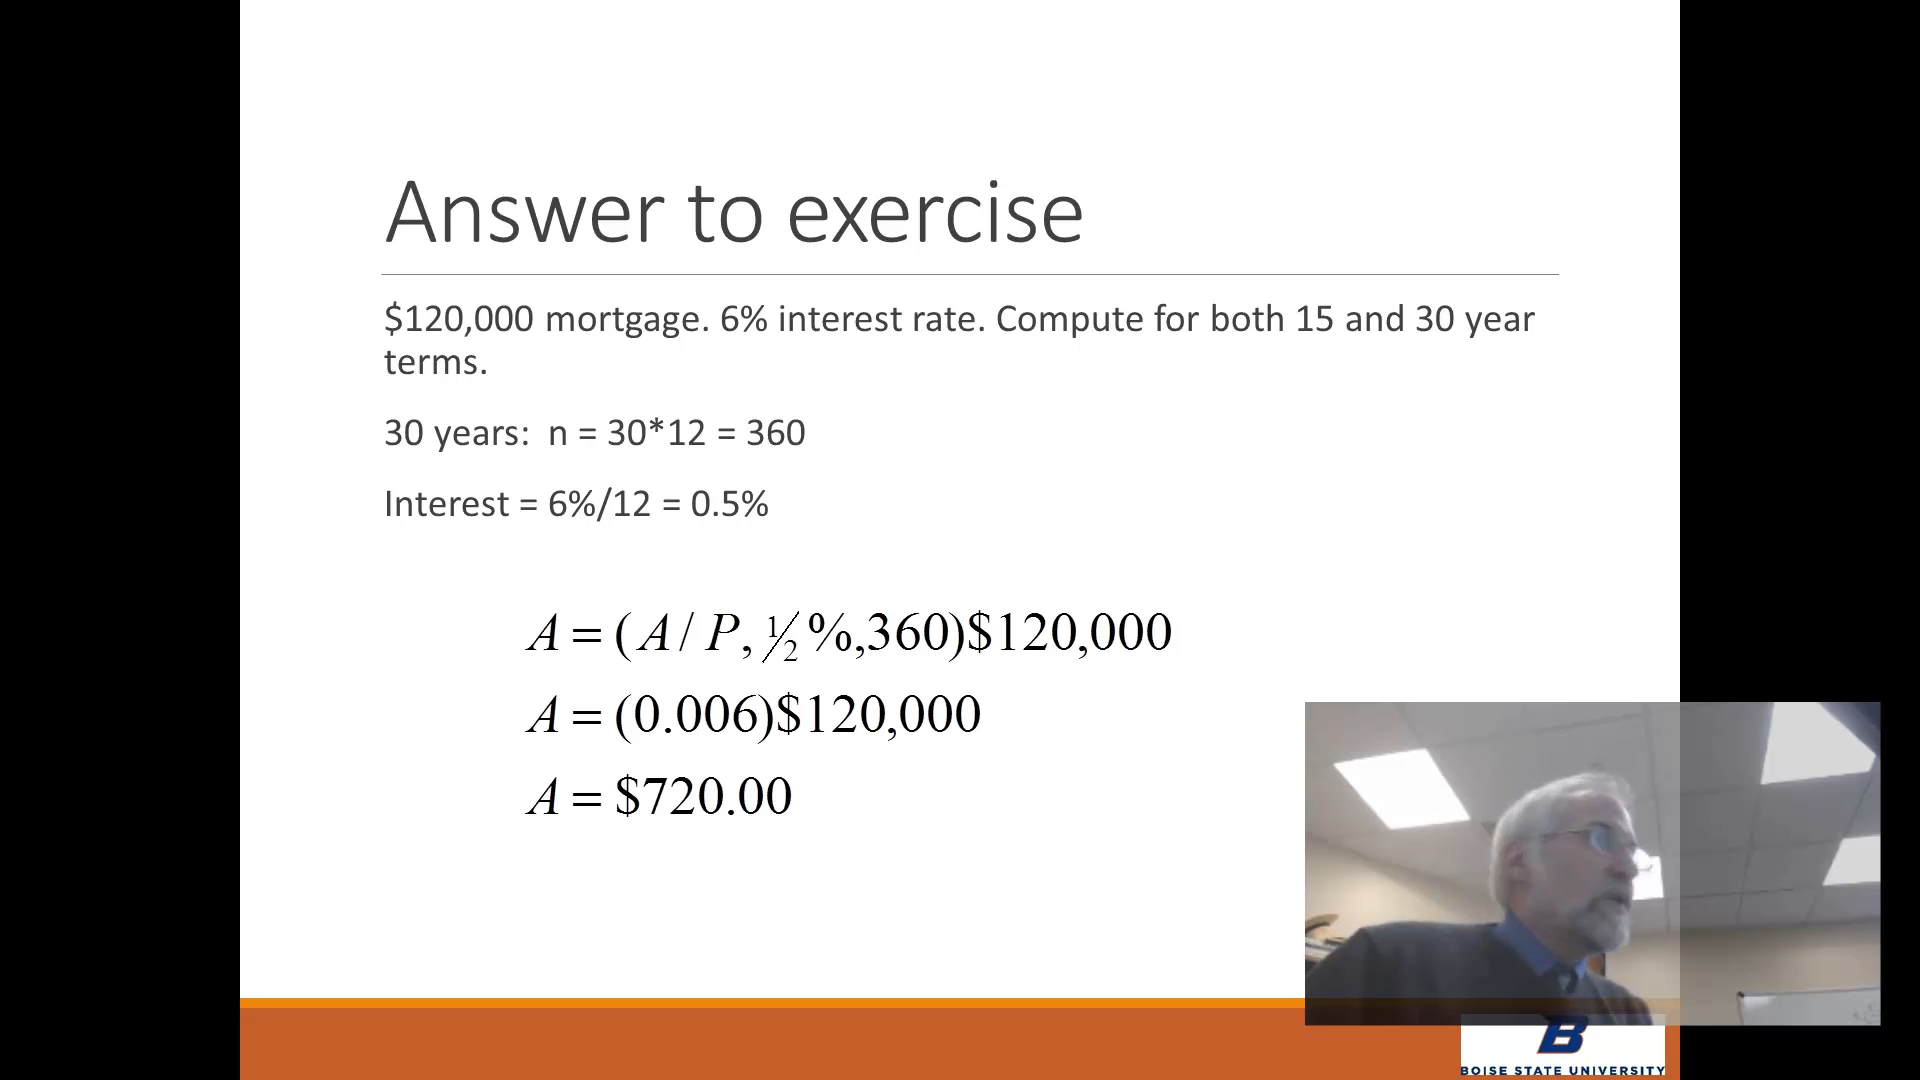 Answer to exercise
$120,000 mortgage. 6% interest rate. Compute for both 15 and 30 year
terms.
30 years: n = 30*12 = 360
Interest = 6%/12 = 0.5%
A = (A/P, ½%,360)$120,000
A = (0.006)$120,000
A = $720.00
B
BOISE STATE UNIVERSITY